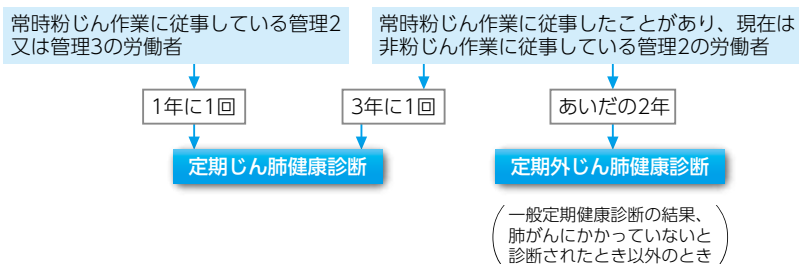 常時粉じん作業に従事している管理2
又は管理3の労働者
常時粉じん作業に従事したことがあり、現在は
非粉じん作業に従事している管理2の労働者
1年に1回
3年に1回
あいだの2年
定期じん肺健康診断
定期外じん肺健康診断
一般定期健康診断の結果、
肺がんにかかっていないと
診断されたとき以外のとき